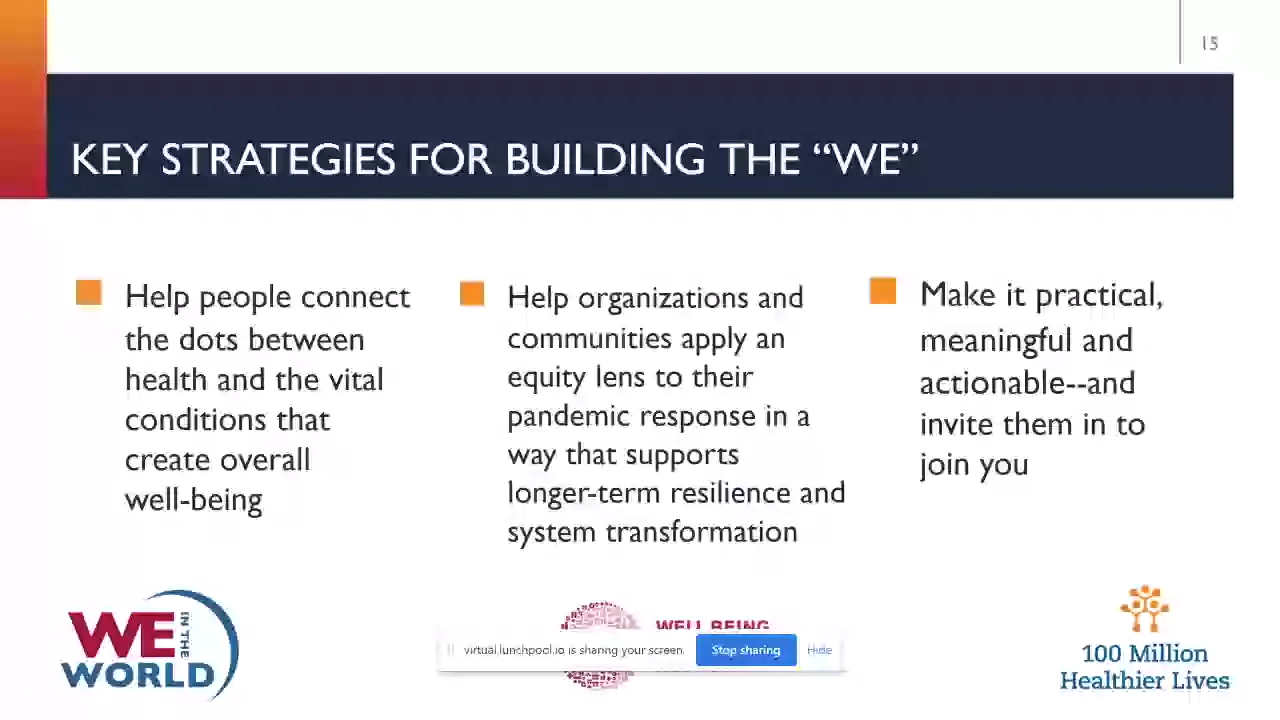 15
KEY STRATEGIES FOR BUILDING THE “WE”
Help people connect
the dots between
health and the vital
conditions that
create overall
well-being
Help organizations and
communities apply an
equity lens to their
pandemic response in a
way that supports
longer-term resilience and
system transformation
Make it practical,
meaningful and
actionable--and
invite them in to
join you
WE IN THE
WORLD
WELL BEING
virtual.lunchpool.io is sharing your screen.
Stop sharing
Hide
100 Million
Healthier Lives